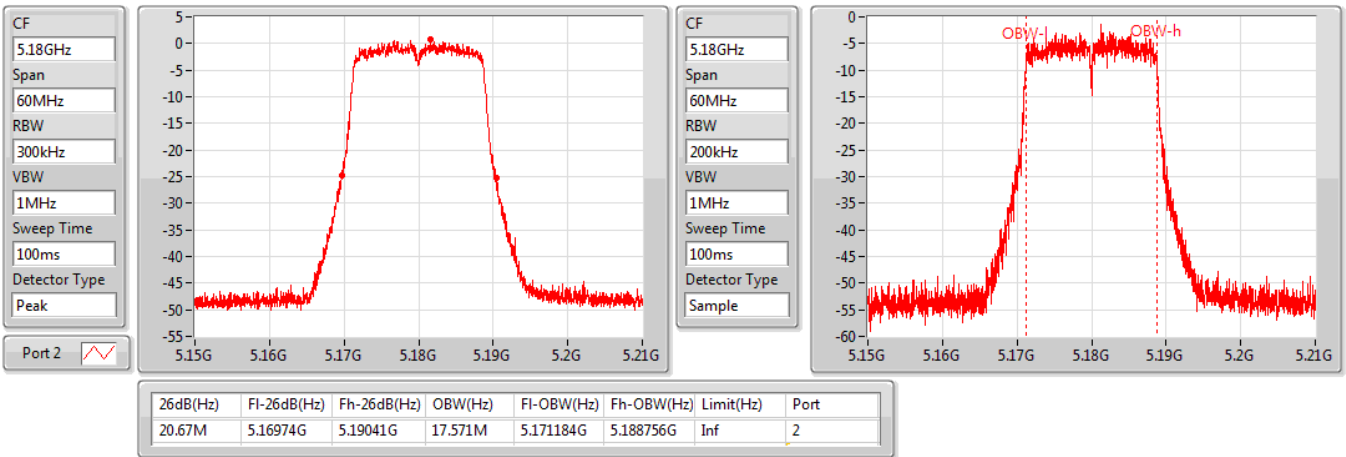 CF
5.18GHz
Span
60MHz
RBW
300kHz
VBW
1MHz
Sweep Time
100ms
Detector Type
Peak
Port 2
5
0
-5
-10
-15
-20
-25
-30
-35
-40
-45
-50
-55
5.15G 5.16G 5.17G 5.18G 5.19G 5.2G 5.21G
CF
5.18GHz
Span
60MHz
RBW
200kHz
VBW
1MHz
Sweep Time
100ms
Detector Type
Sample
0
-5
-10
-15
-20
-25
-30
-35
-40
-45
-50
-55
-60
OBW-l OBW-h
5.15G 5.16G 5.17G 5.18G 5.19G 5.2G 5.21G
26dB(Hz) Fl-26dB(Hz) Fh-26dB(Hz) OBW(Hz) Fl-OBW(Hz) Fh-OBW(Hz) Limit(Hz) Port
20.67M 5.16974G 5.19041G 17.571M 5.171184G 5.188756G Inf 2